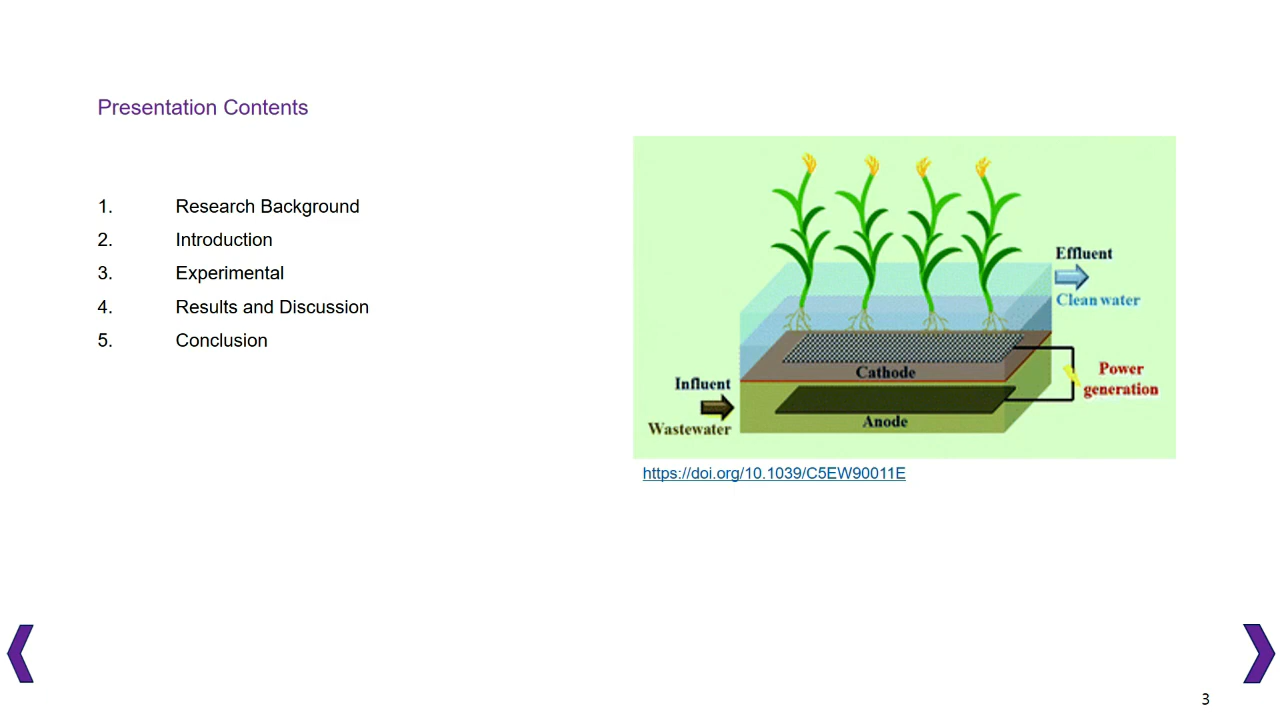 Presentation Contents
1. Research Background
2. Introduction
3. Experimental
4. Results and Discussion
5. Conclusion
Effluent
Clean water
Cathode
Influent
Wastewater
Anode
Power
generation
https://doi.org/10.1039/C5EW90011E
3